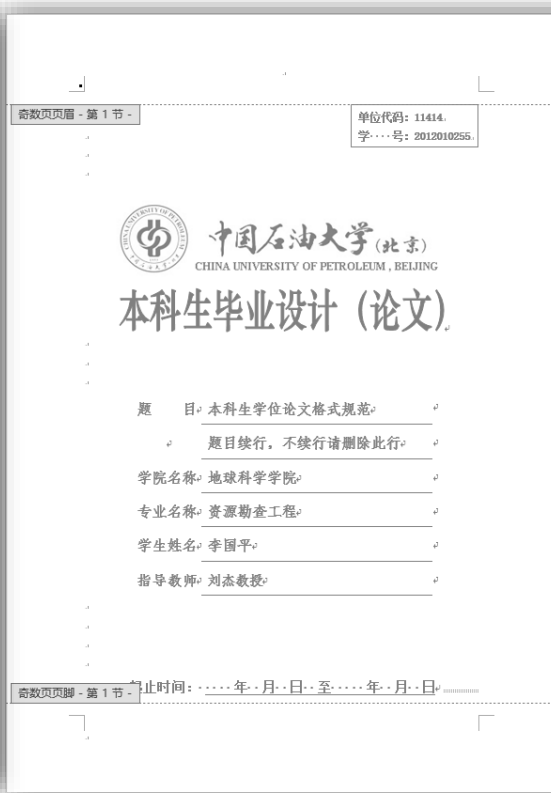 奇数页页眉 - 第 1 节 -
单位代码：11414
学····号：2012010255
中国石油大学(北京)
CHINA UNIVERSITY OF PETROLEUM , BEIJING
本科生毕业设计（论文）
题 目 本科生学位论文格式规范
题目续行，不续行请删除此行
学院名称 地球科学学院
专业名称 资源勘查工程
学生姓名 李国平
指导教师 刘杰教授
止时间：·····年··月··日··至·····年··月··日
奇数页页脚 - 第 1 节 -